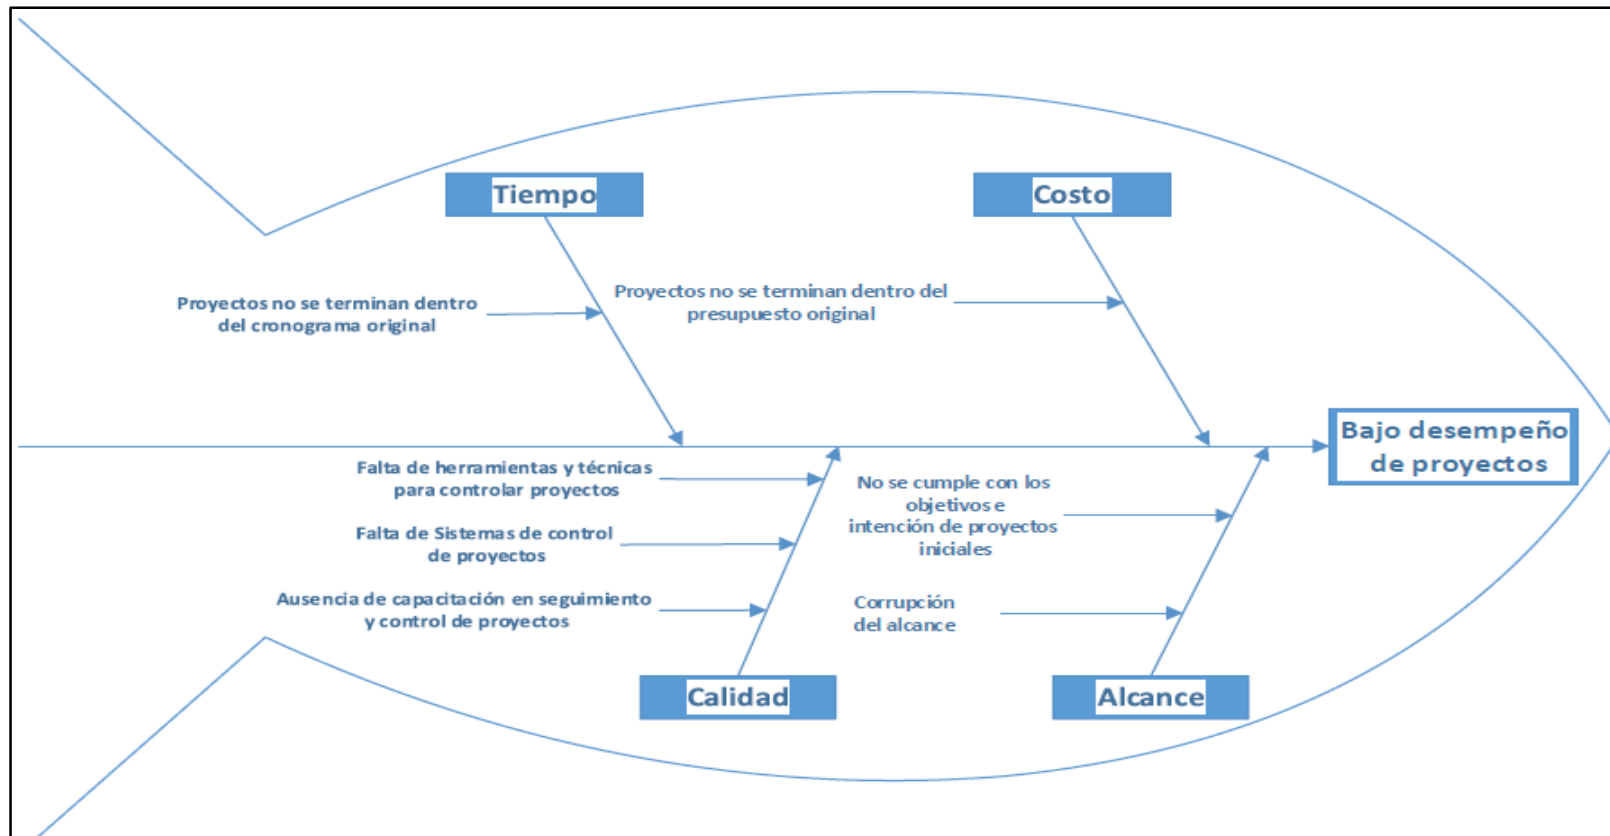 Tiempo
Costo
Proyectos no se terminan dentro
del cronograma original
Proyectos no se terminan dentro del
presupuesto original
Bajo desempeño
de proyectos
Falta de herramientas y técnicas
para controlar proyectos
Falta de Sistemas de control
de proyectos
Ausencia de capacitación en seguimiento
y control de proyectos
No se cumple con los
objetivos e
intención de proyectos
iniciales
Corrupción
del alcance
Calidad
Alcance